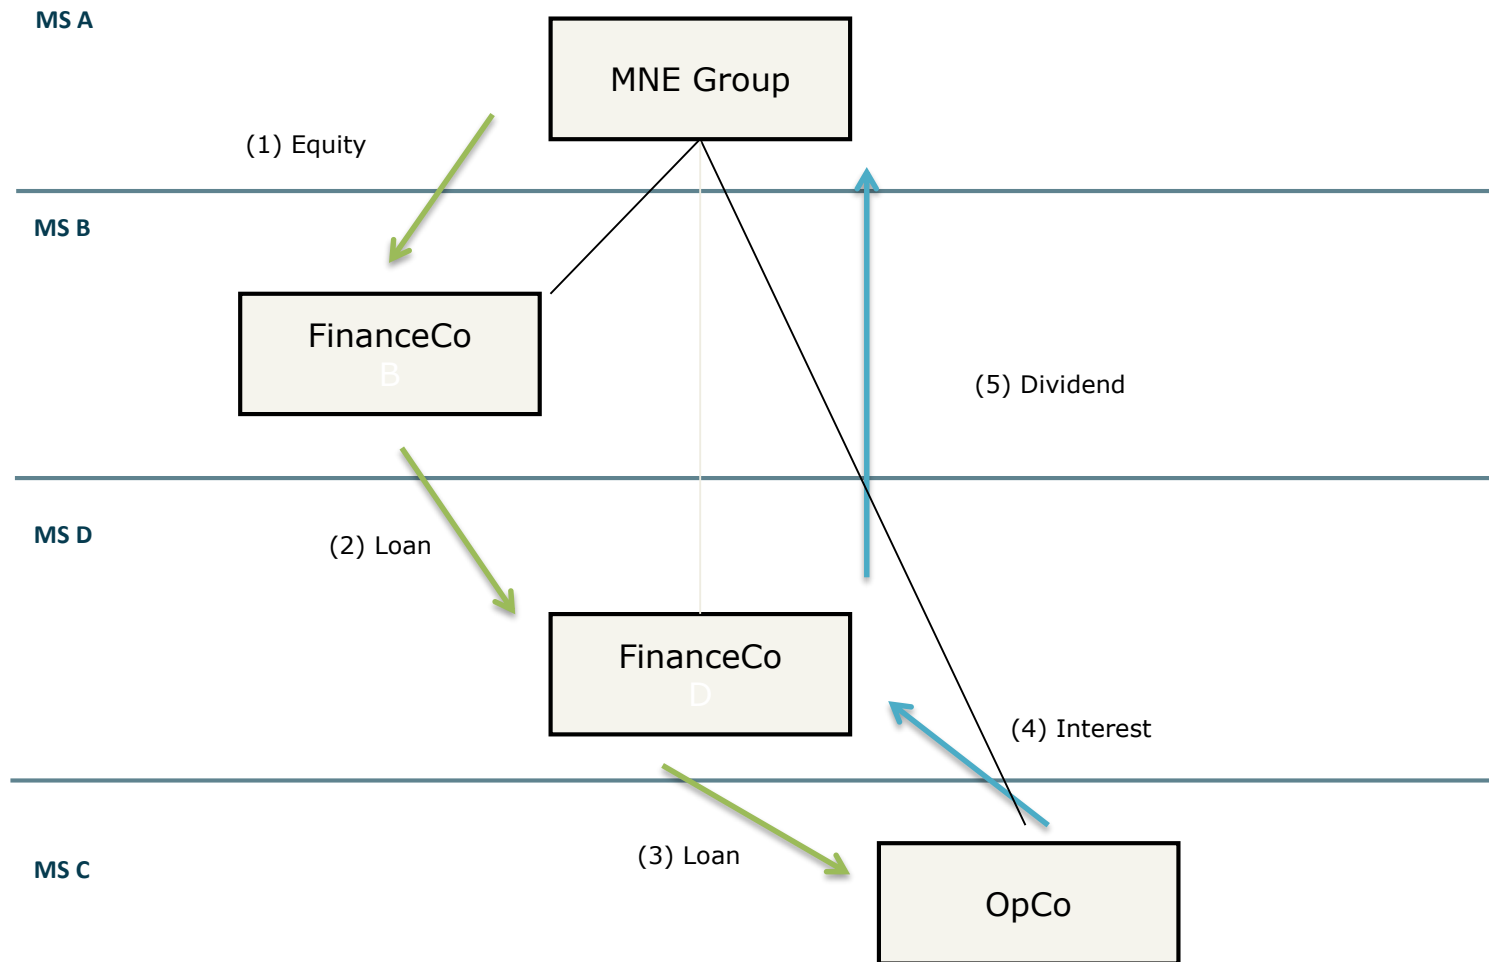 MS A
MNE Group
(1) Equity
MS B
FinanceCo
B
(5) Dividend
MS D
(2) Loan
FinanceCo
D
(4) Interest
(3) Loan
MS C
OpCo